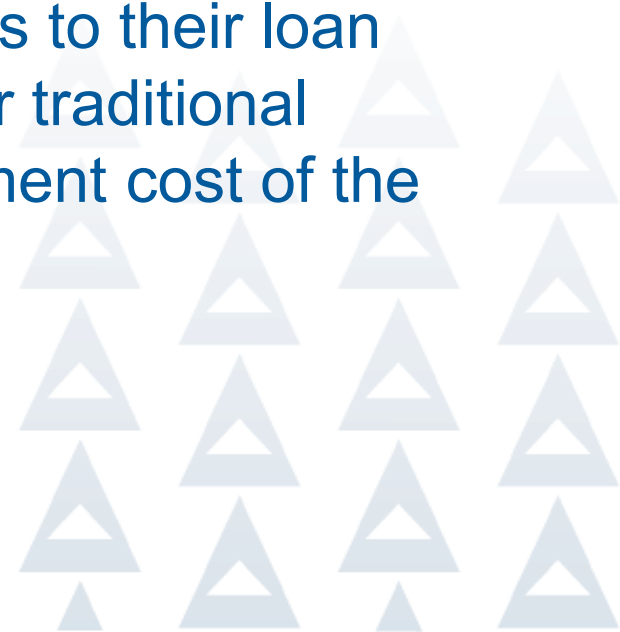 s to their loan
r traditional
nent cost of the